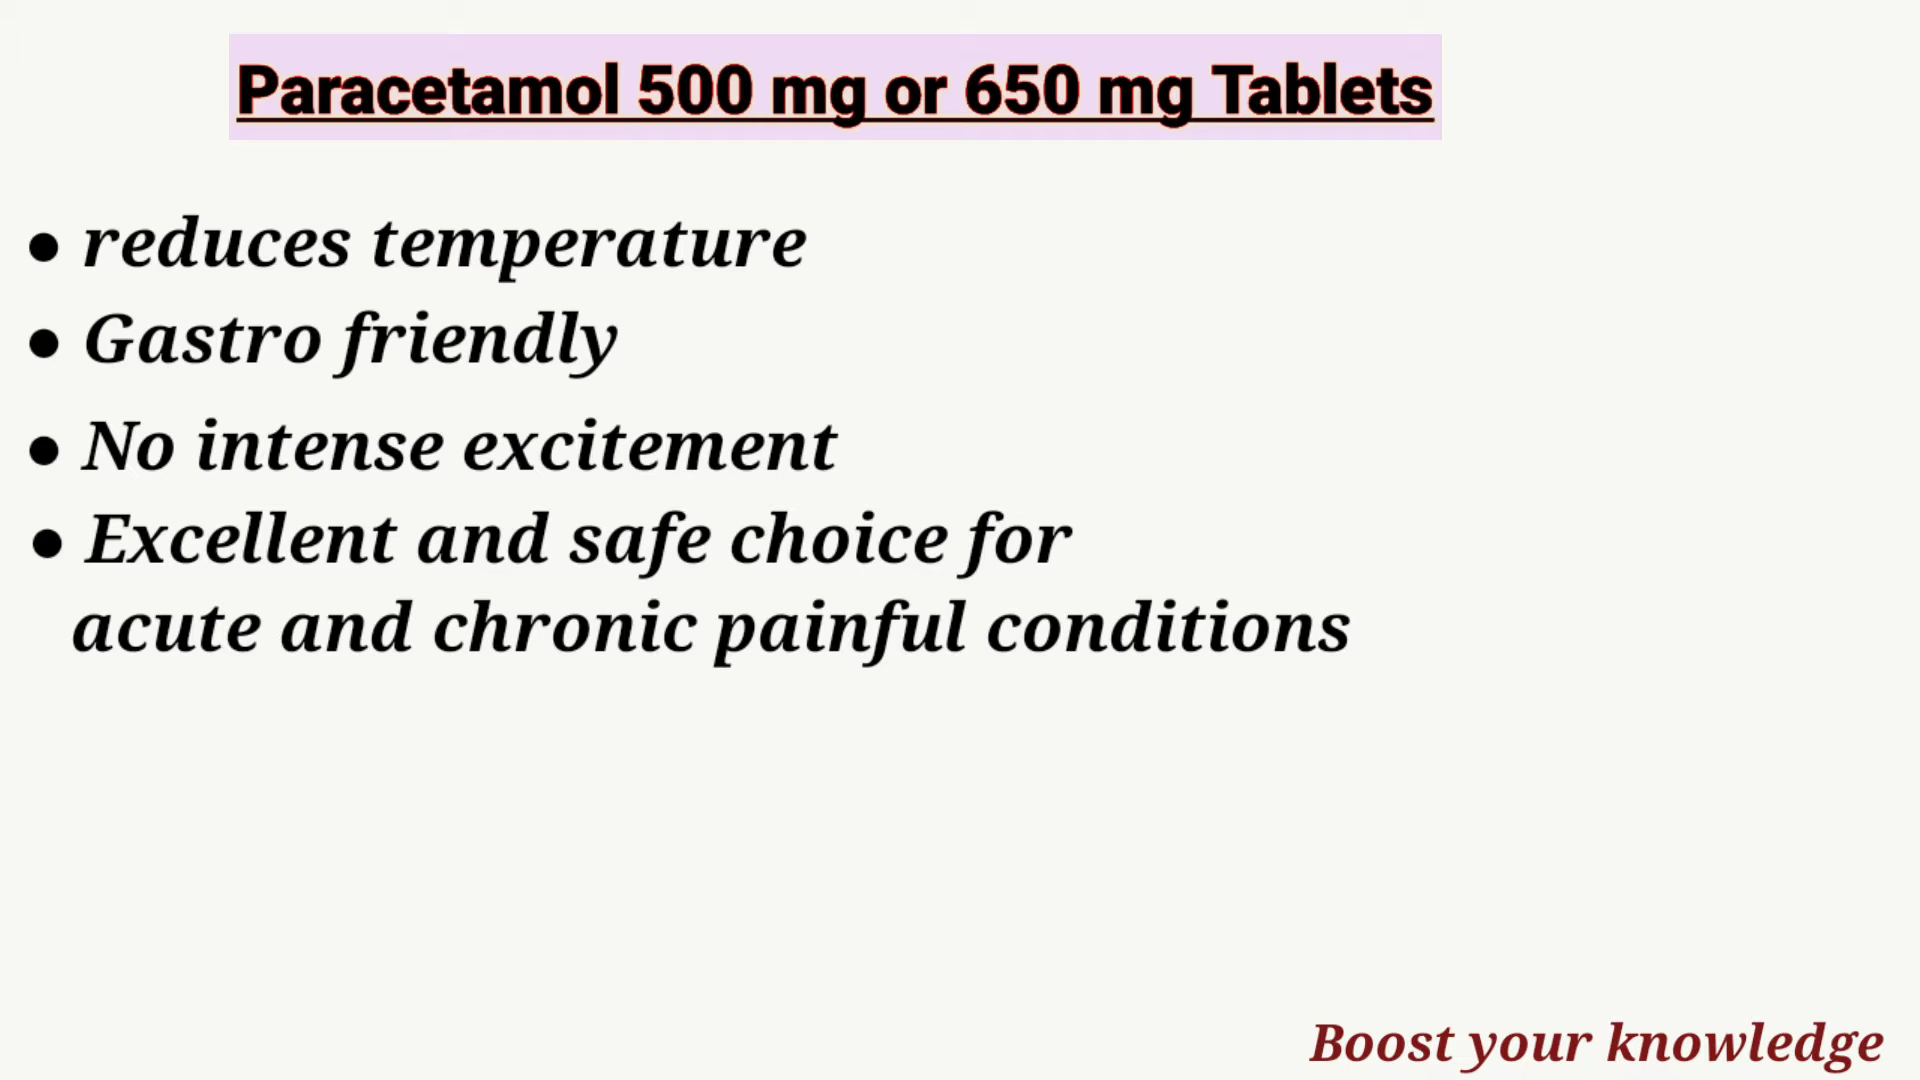 Paracetamol 500 mg or 650 mg Tablets
● reduces temperature
● Gastro friendly
● No intense excitement
● Excellent and safe choice for
acute and chronic painful conditions
Boost your knowledge